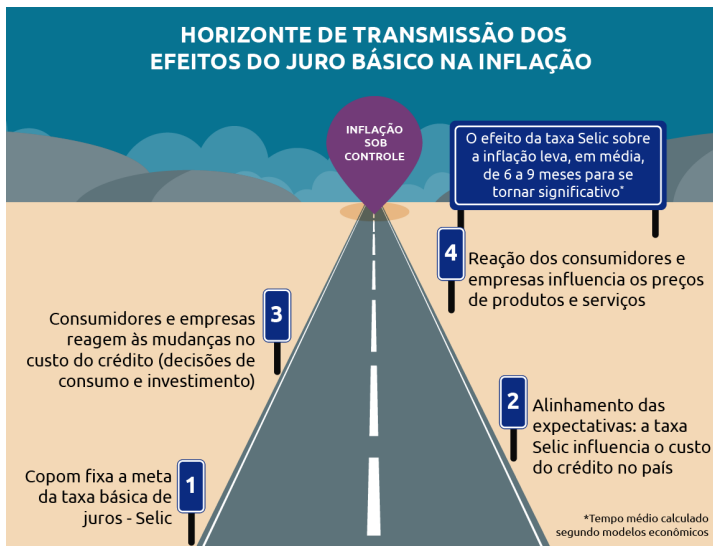 HORIZONTE DE TRANSMISSÃO DOS
EFEITOS DO JURO BÁSICO NA INFLAÇÃO
INFLAÇÃO
SOB
CONTROLE
O efeito da taxa Selic sobre
a inflação leva, em média,
de 6 a 9 meses para se
tornar significativo*
4
Reação dos consumidores e
empresas influencia os preços
de produtos e serviços
3
Consumidores e empresas
reagem às mudanças no
custo do crédito (decisões de
consumo e investimento)
2
Alinhamento das
expectativas: a taxa
Selic influencia o custo
do crédito no país
1
Copom fixa a meta
da taxa básica de
juros - Selic
*Tempo médio calculado
segundo modelos econômicos